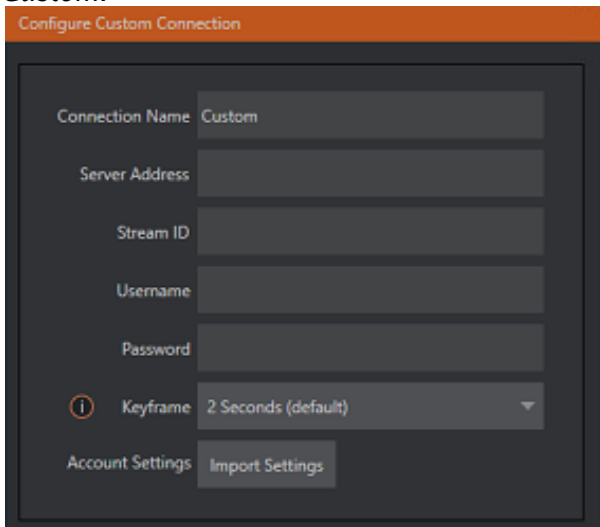 Custom.
Configure Custom Connection
Connection Name Custom
Server Address
Stream ID
Username
Password
Keyframe 2 Seconds (default)
Account Settings Import Settings